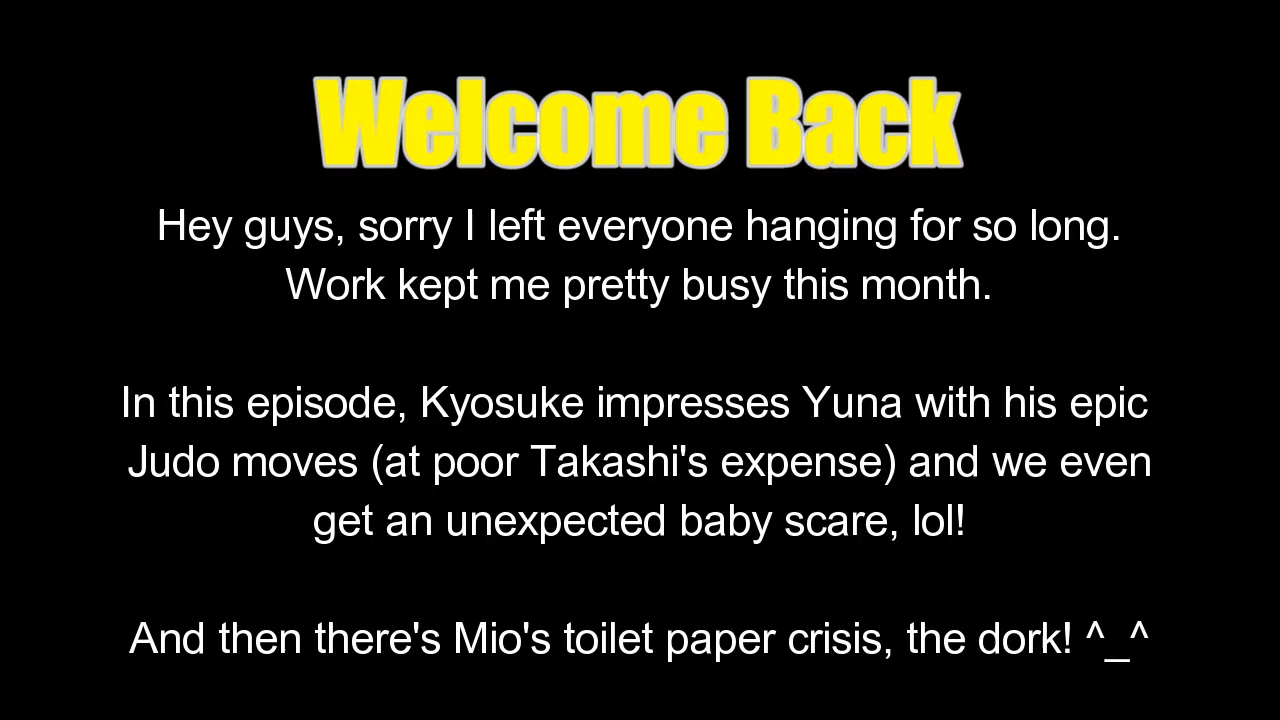 Welcome Back
Hey guys, sorry I left everyone hanging for so long.
Work kept me pretty busy this month.
In this episode, Kyosuke impresses Yuna with his epic
Judo moves (at poor Takashi's expense) and we even
get an unexpected baby scare, lol!
And then there's Mio's toilet paper crisis, the dork! ^_^